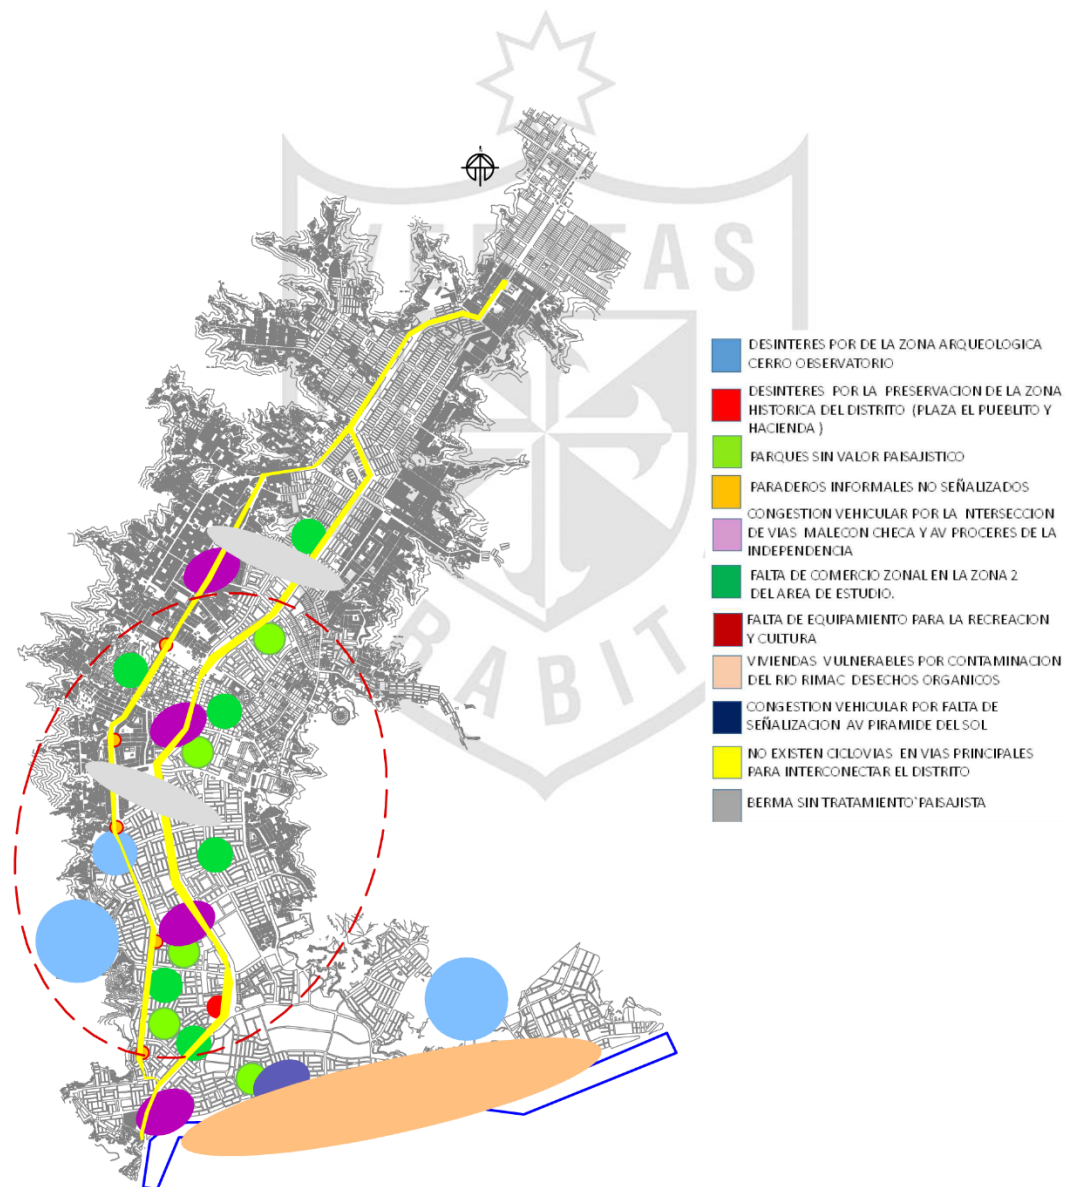 VERITAS
RABIT
DESINTERES POR DE LA ZONA ARQUEOLOGICA
CERRO OBSERVATORIO
DESINTERES POR LA PRESERVACION DE LA ZONA
HISTORICA DEL DISTRITO (PLAZA EL PUEBLITO Y
HACIENDA )
PARQUES SIN VALOR PAISAJISTICO
PARADEROS INFORMALES NO SEÑALIZADOS
CONGESTION VEHICULAR POR LA INTERSECCION
DE VIAS MALECON CHECA Y AV PROCERES DE LA
INDEPENDENCIA
FALTA DE COMERCIO ZONAL EN LA ZONA 2
DEL AREA DE ESTUDIO.
FALTA DE EQUIPAMIENTO PARA LA RECREACION
Y CULTURA
VIVIENDAS VULNERABLES POR CONTAMINACION
DEL RIO RIMAC DESECHOS ORGANICOS
CONGESTION VEHICULAR POR FALTA DE
SEÑALIZACION AV PIRAMIDE DEL SOL
NO EXISTEN CICLOVIAS EN VIAS PRINCIPALES
PARA INTERCONECTAR EL DISTRITO
BERMA SIN TRATAMIENTO PAISAJISTA